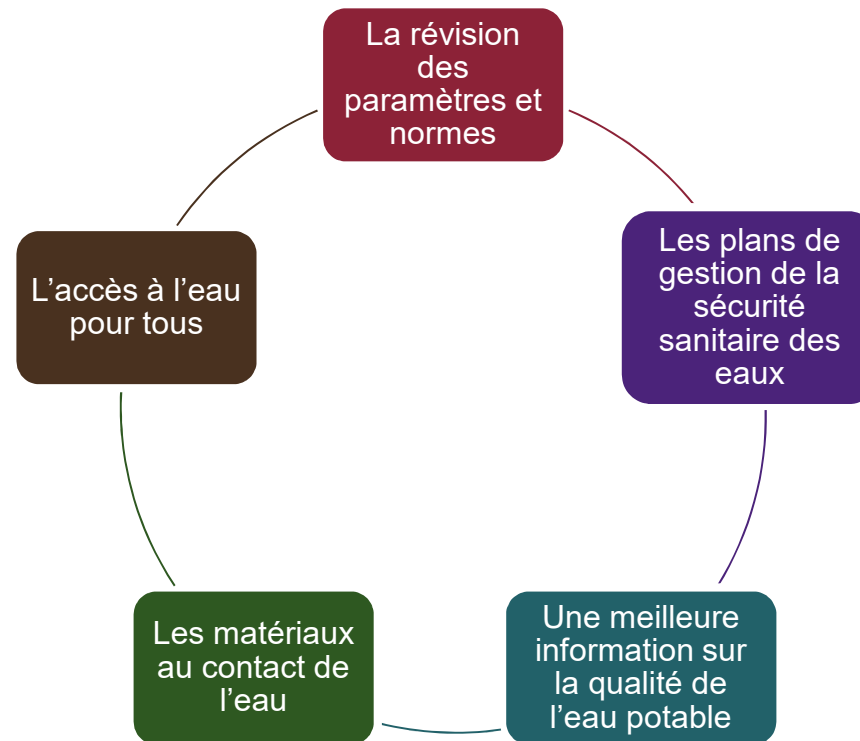 La révision
des
paramètres et
normes
Les plans de
gestion de la
sécurité
sanitaire des
eaux
Une meilleure
information sur
la qualité de
l’eau potable
Les matériaux
au contact de
l’eau
L’accès à l’eau
pour tous